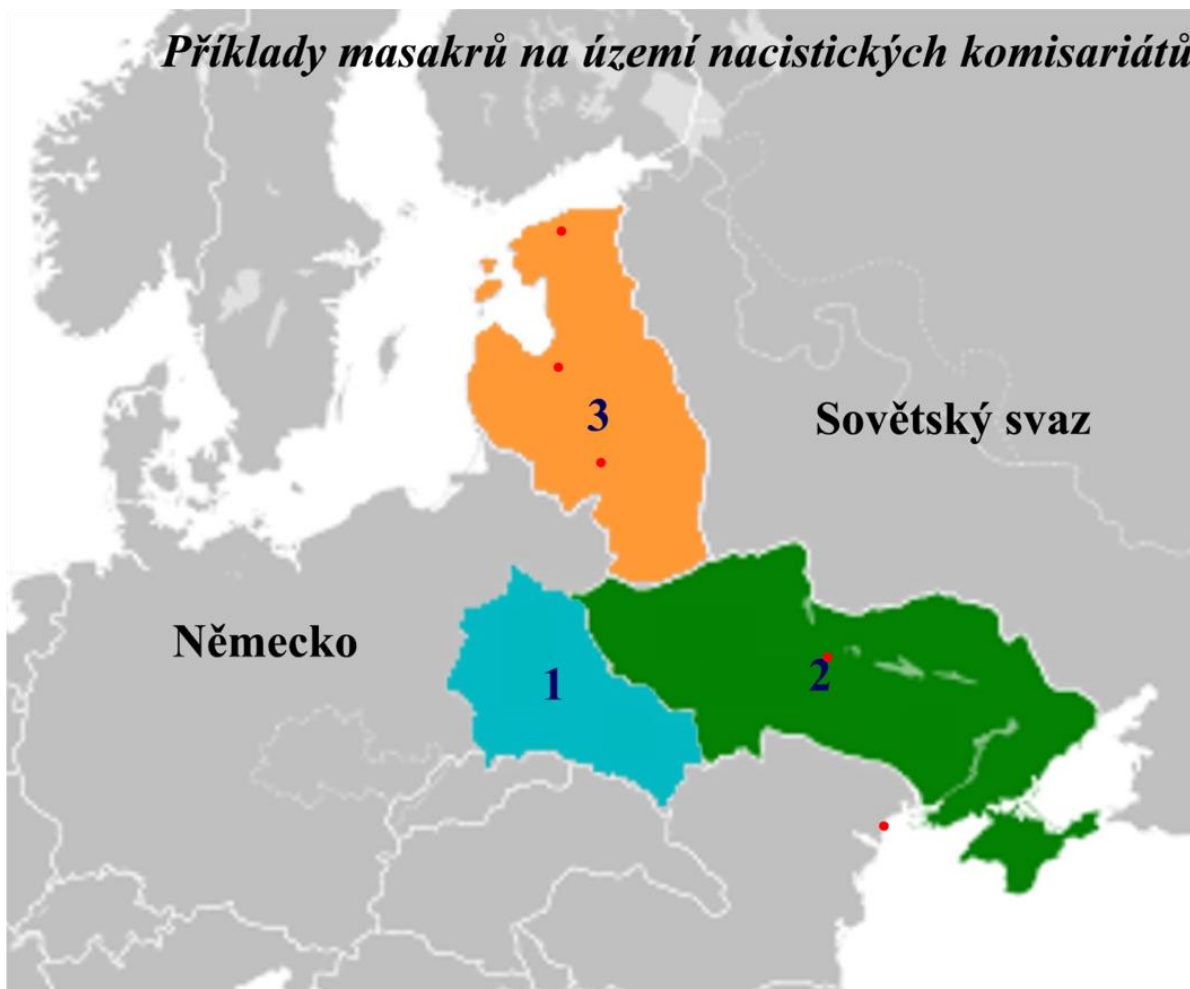 Příklady masakrů na území nacistických komisariátů
3
Sovětský svaz
Německo
1
2